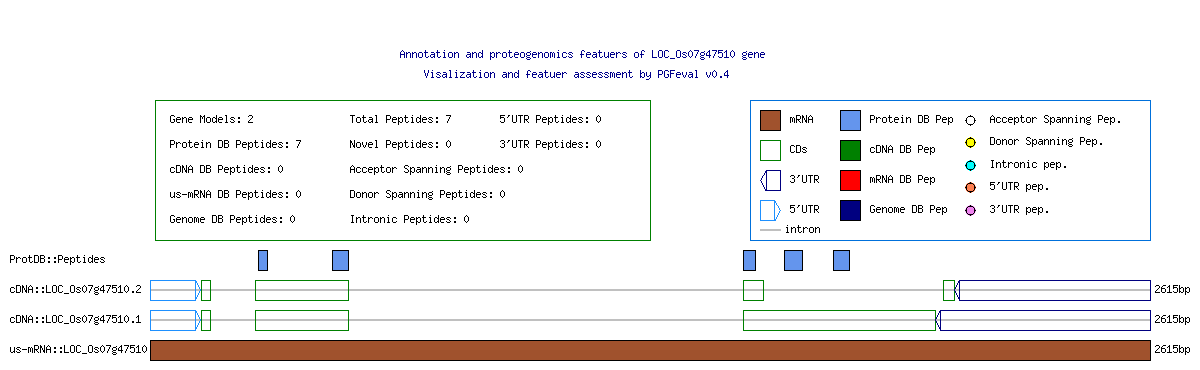 Annotation and proteogenomics featuers of LOC_Os07g47510 gene
Visalization and featuer assessment by PGFeval v0.4
Gene Models: 2 Total Peptides: 7 5'UTR Peptides: 0
Protein DB Peptides: 7 Novel Peptides: 0 3'UTR Peptides: 0
cDNA DB Peptides: 0 Acceptor Spanning Peptides: 0
us-mRNA DB Peptides: 0 Donor Spanning Peptides: 0
Genome DB Peptides: 0 Intronic Peptides: 0
mRNA Protein DB Pep Acceptor Spanning Pep.
CDs cDNA DB Pep Donor Spanning Pep.
3'UTR mRNA DB Pep Intronic pep.
5'UTR Genome DB Pep 5'UTR pep.
intron 3'UTR pep.
ProtDB::Peptides
cDNA::LOC_Os07g47510.2 2615bp
cDNA::LOC_Os07g47510.1 2615bp
us-mRNA::LOC_Os07g47510 2615bp